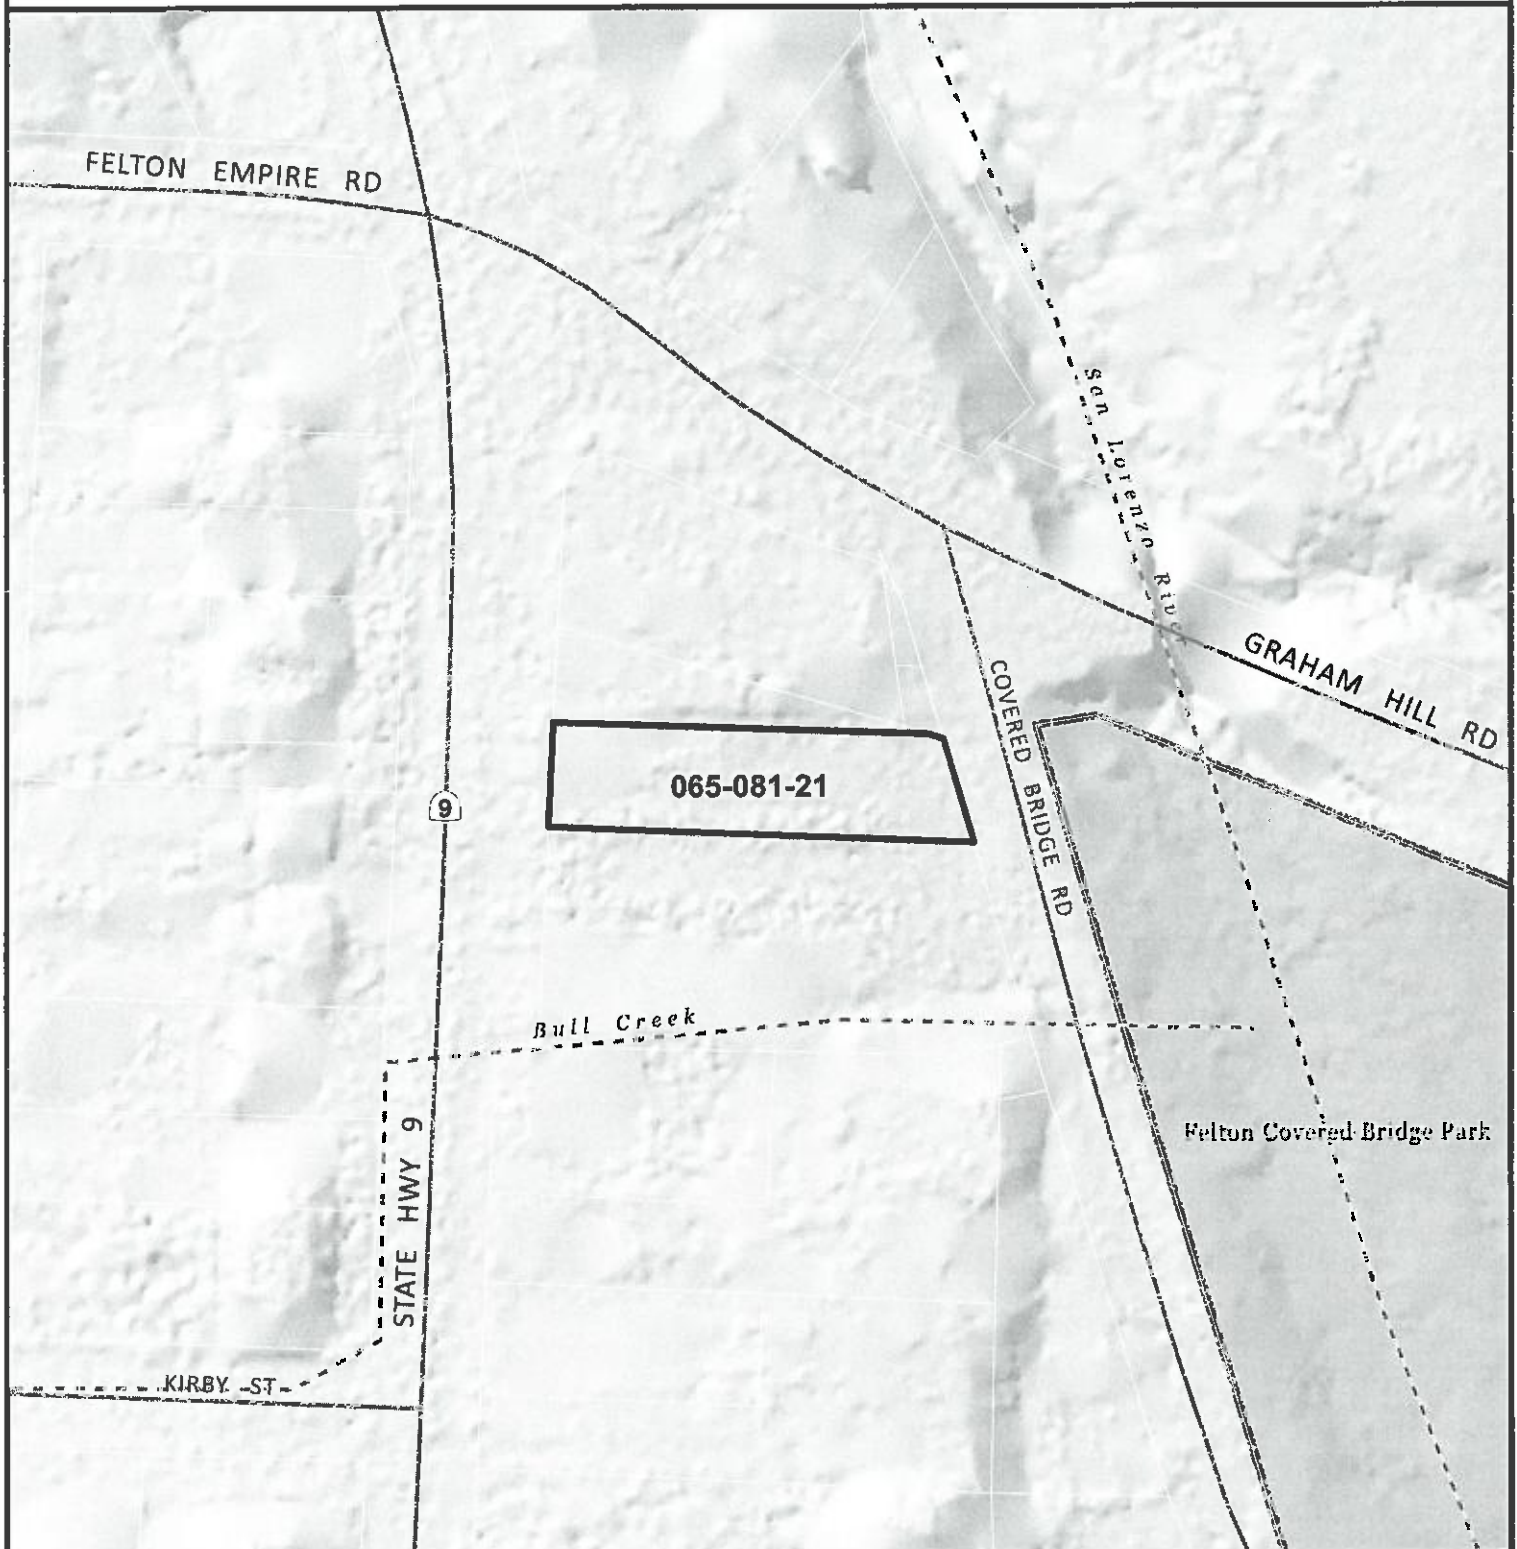 FELTON EMPIRE RD
San Lorenzo River
GRAHAM HILL RD
COVERED BRIDGE RD
065-081-21
9
Bull Creek
STATE HWY 9
Felton Covered Bridge Park
KIRBY ST